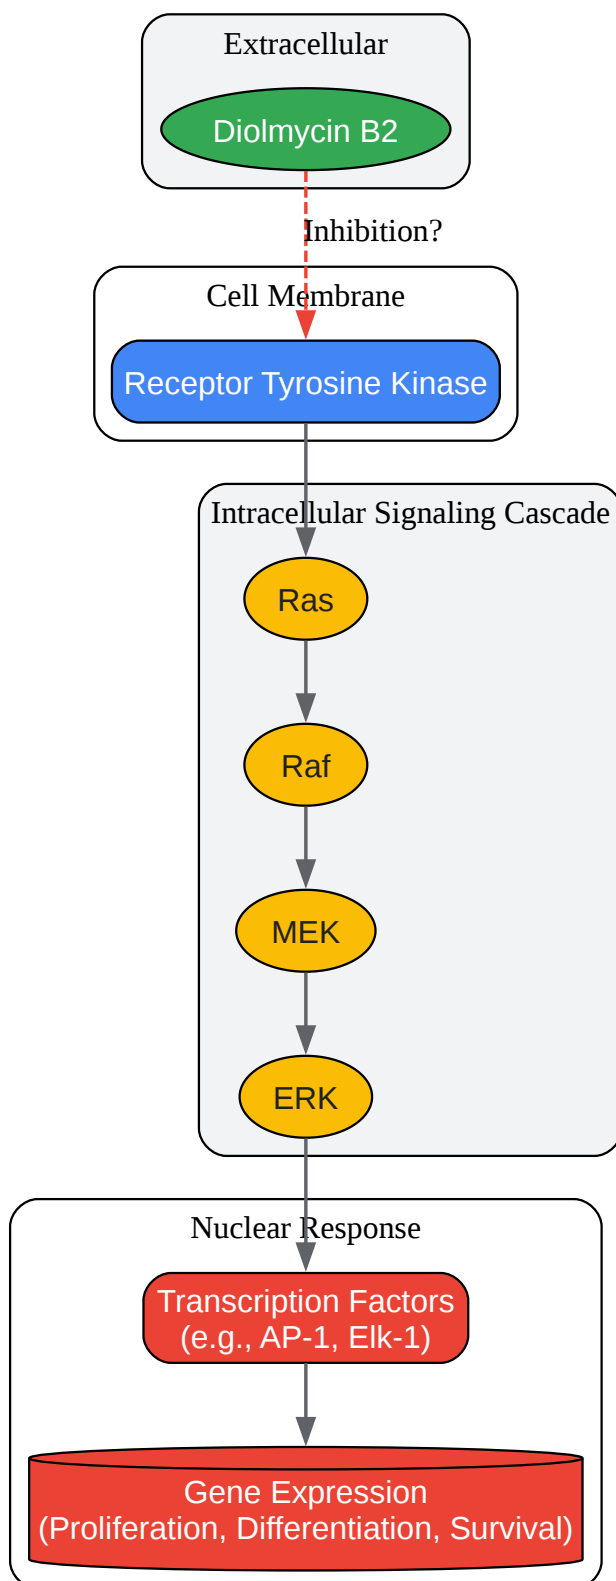 Extracellular
Diolmycin B2
Inhibition?
Cell Membrane
Receptor Tyrosine Kinase
Intracellular Signaling Cascade
Ras
Raf
MEK
ERK
Nuclear Response
Transcription Factors
(e.g., AP-1, Elk-1)
Gene Expression
(Proliferation, Differentiation, Survival)